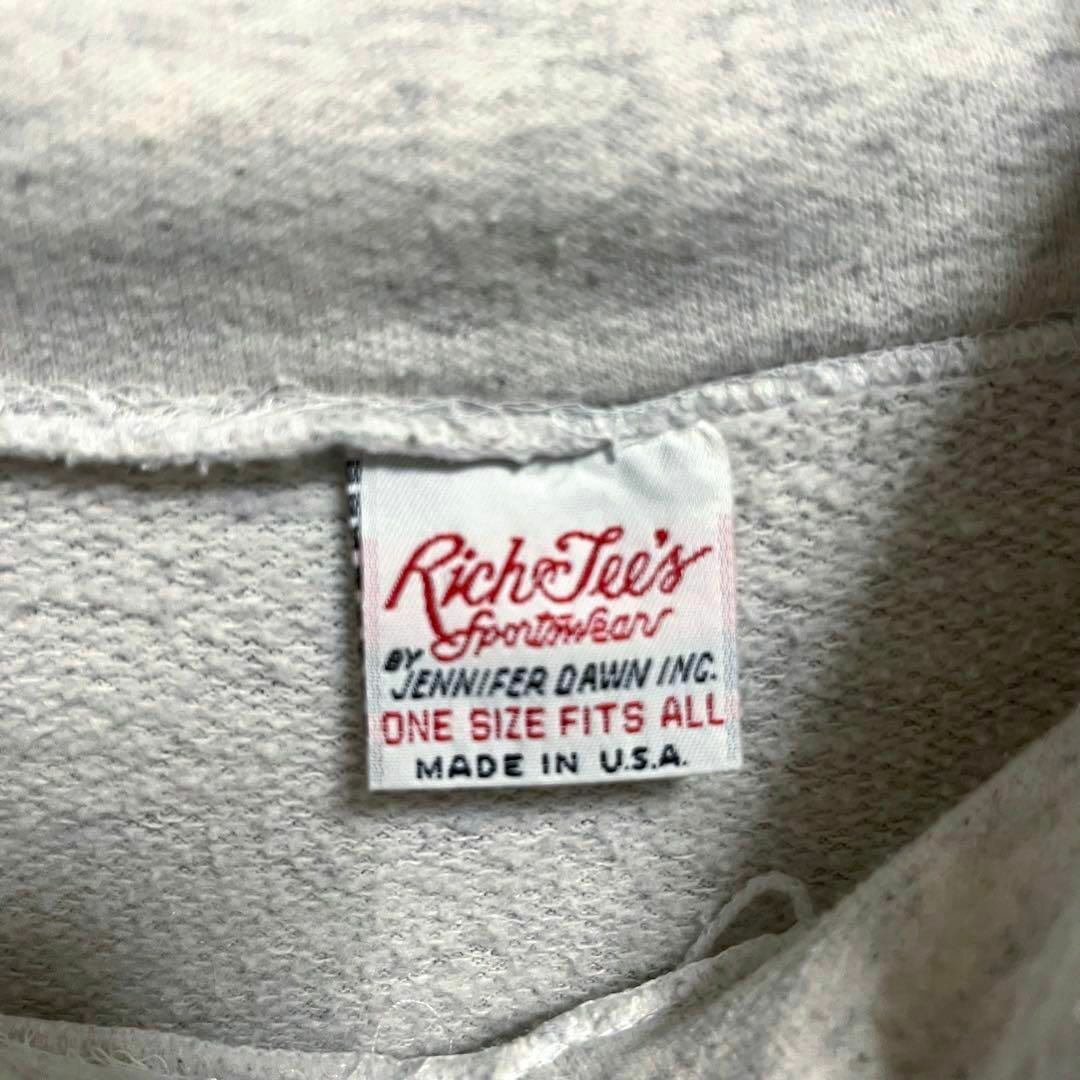 Rich & Tee's
Sportswear
BY
JENNIFER DAWN INC.
ONE SIZE FITS ALL
MADE IN U.S.A.